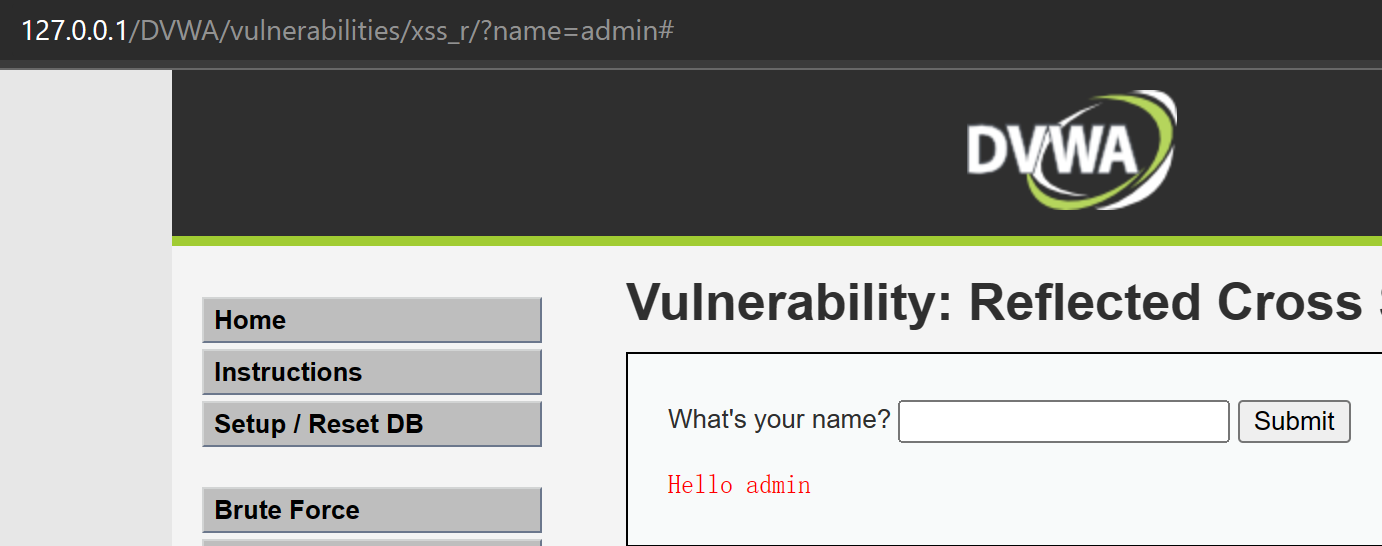 127.0.0.1/DVWA/vulnerabilities/xss_r/?name=admin#
DVWA
Home
Instructions
Setup / Reset DB
Brute Force
Vulnerability: Reflected Cross
What's your name? Submit
Hello admin